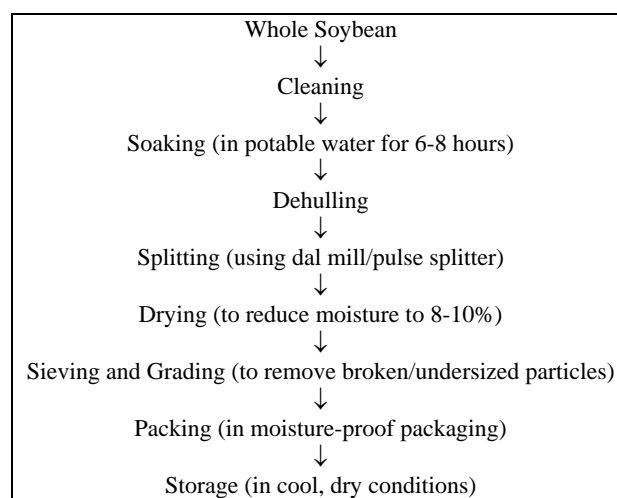 Whole Soybean
↓
Cleaning
↓
Soaking (in potable water for 6-8 hours)
↓
Dehulling
↓
Splitting (using dal mill/pulse splitter)
↓
Drying (to reduce moisture to 8-10%)
↓
Sieving and Grading (to remove broken/undersized particles)
↓
Packing (in moisture-proof packaging)
↓
Storage (in cool, dry conditions)